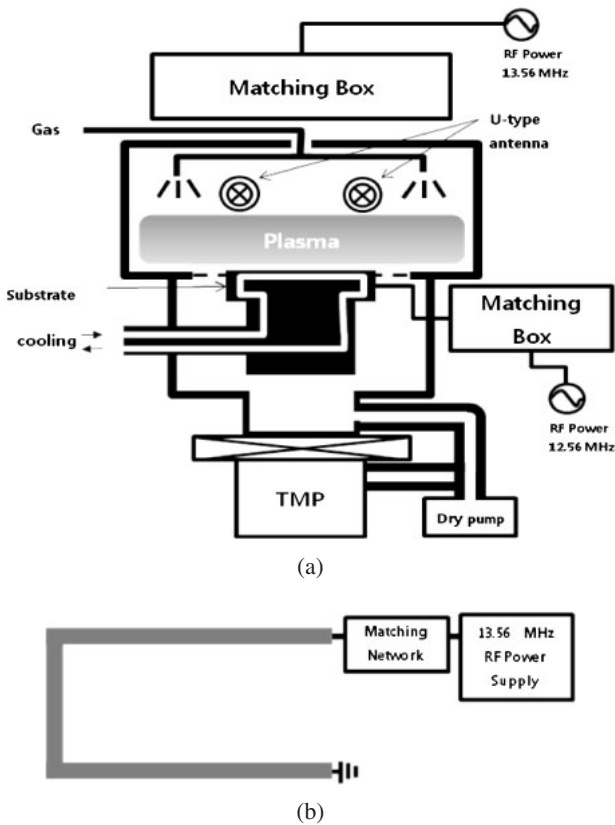 RF Power
13.56 MHz
Matching Box
Gas
U-type
antenna
Plasma
Substrate
Matching
Box
cooling
RF Power
12.56 MHz
TMP
Dry pump
(a)
Matching
Network
13.56 MHz
RF Power
Supply
(b)